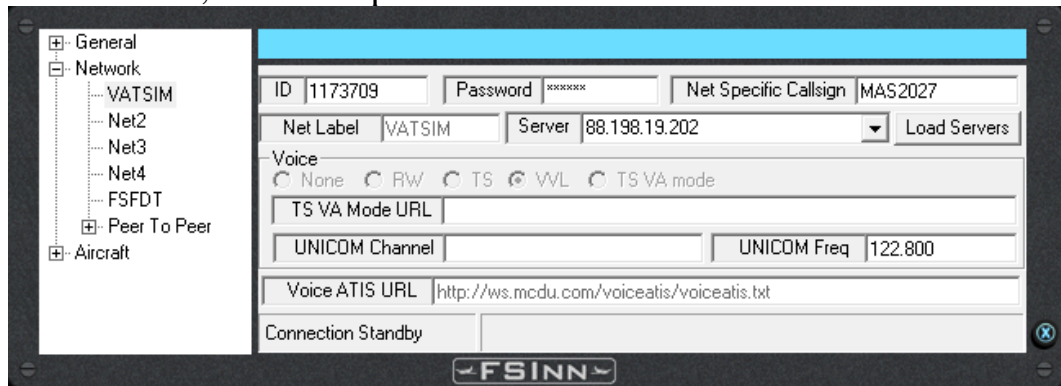 General
Network
VATSIM
Net2
Net3
Net4
FSFDT
Peer To Peer
Aircraft
ID 1173709 Password ×××××× Net Specific Callsign MAS2027
Net Label VATSIM Server 88.198.19.202 Load Servers
Voice
None RW TS VVL TS VA mode
TS VA Mode URL
UNICOM Channel UNICOM Freq 122.800
Voice ATIS URL http://ws.mcdu.com/voiceatis/voiceatis.txt
Connection Standby
FSINN